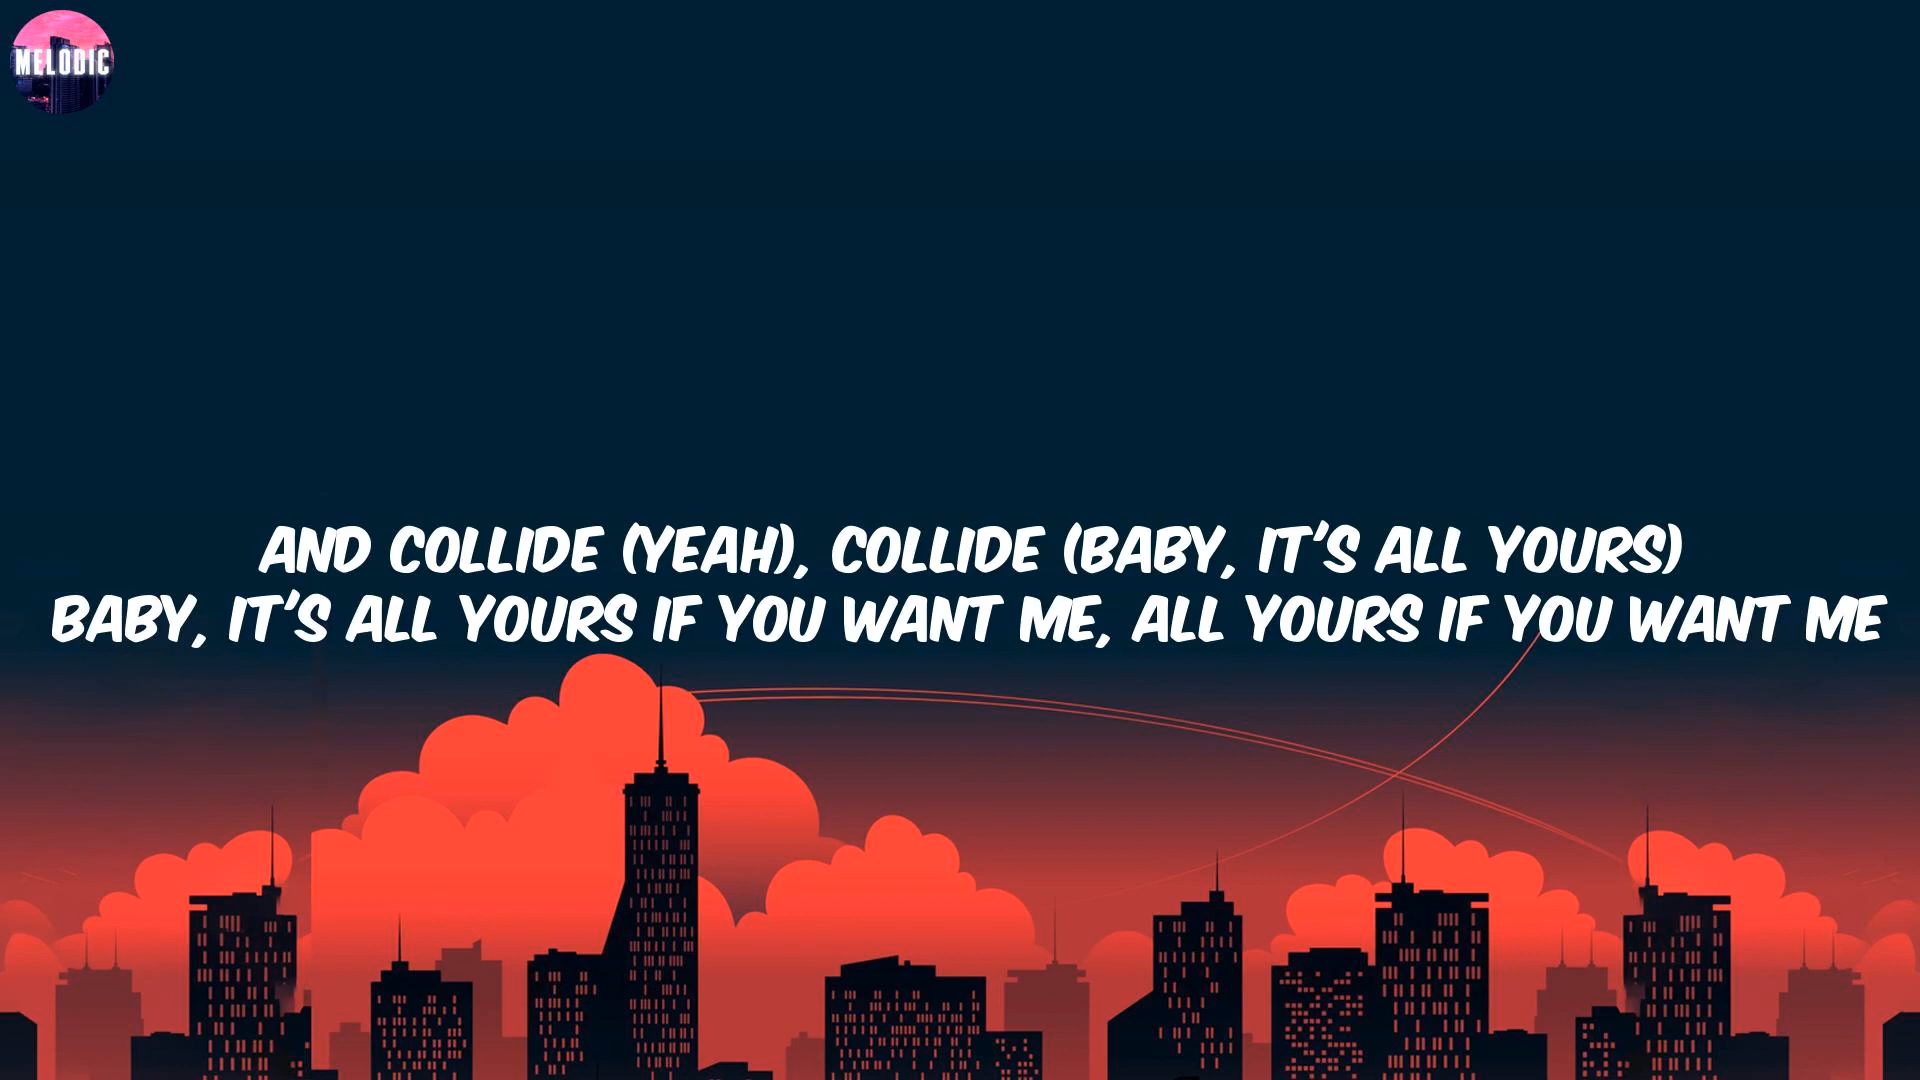 MELODIC
AND COLLIDE (YEAH), COLLIDE (BABY, IT'S ALL YOURS)
BABY, IT'S ALL YOURS IF YOU WANT ME, ALL YOURS IF YOU WANT ME